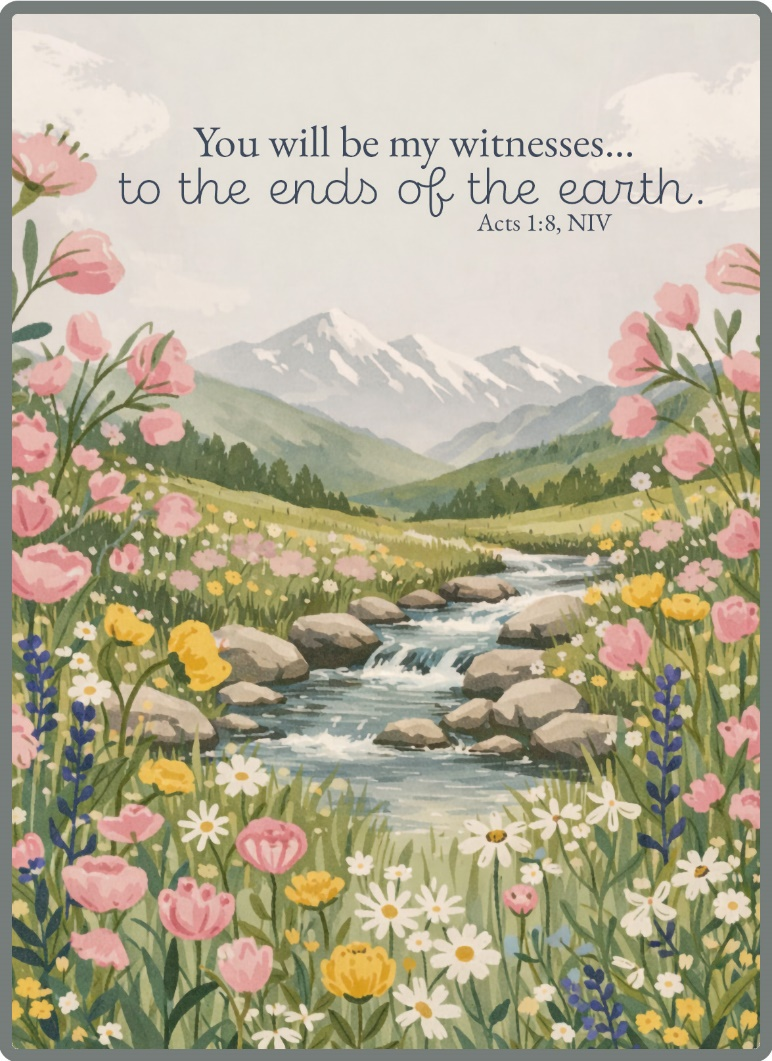 You will be my witnesses...
to the ends of the earth.
Acts 1:8, NIV